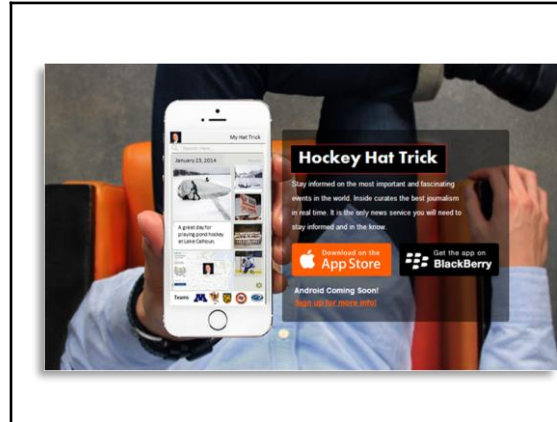 My Hat Trick
Search Here...
January 23, 2014
A great day for
playing pond hockey
at Lake Calhoun.
Teams
Hockey Hat Trick
Stay informed on the most important and fascinating
events in the world. Inside curates the best journalism
in real time. It is the only news service you will need to
stay informed and in the know.
Download on the
App Store
Get the app on
BlackBerry
Android Coming Soon!
Sign up for more info!